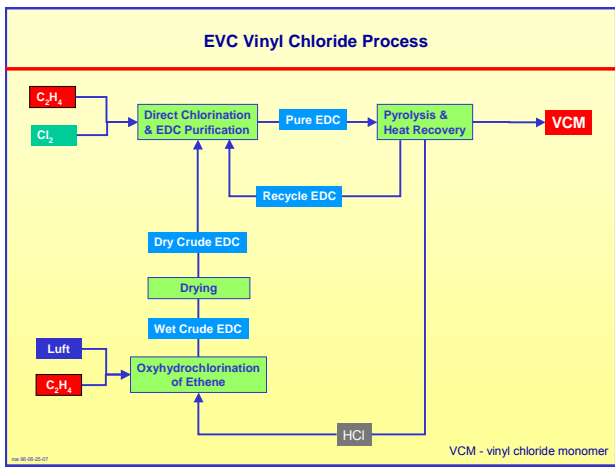 EVC Vinyl Chloride Process
C2H4
Cl2
Direct Chlorination
& EDC Purification
Pure EDC
Pyrolysis &
Heat Recovery
VCM
Recycle EDC
Dry Crude EDC
Drying
Wet Crude EDC
Luft
C2H4
Oxyhydrochlorination
of Ethene
HCl
VCM - vinyl chloride monomer